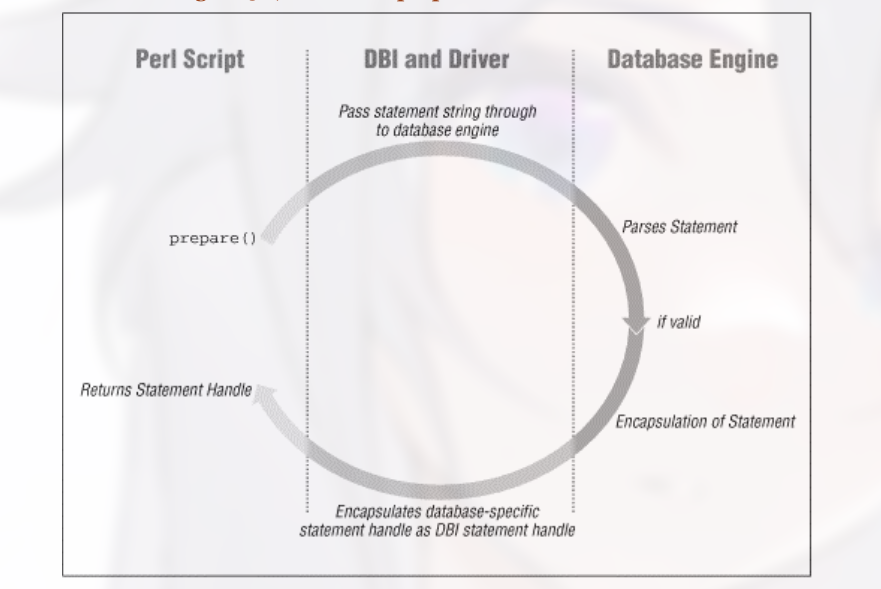 Perl Script
DBI and Driver
Database Engine
Pass statement string through
to database engine
prepare()
Parses Statement
if valid
Returns Statement Handle
Encapsulation of Statement
Encapsulates database-specific
statement handle as DBI statement handle